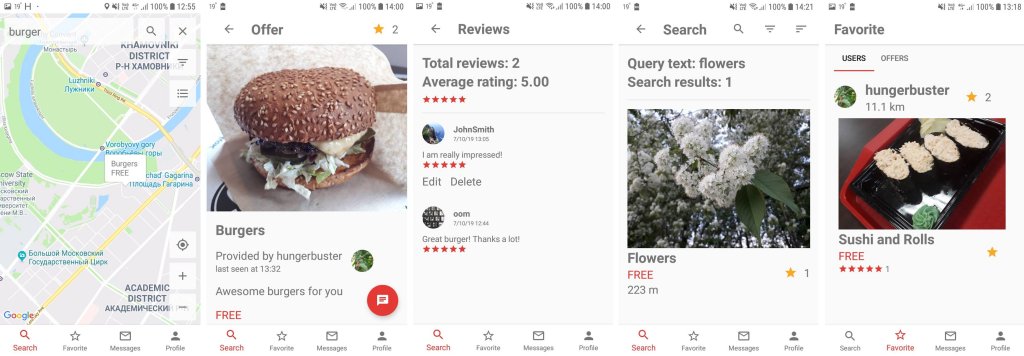 19° H 100% 12:55
burger
Монастырь
KHAMOVNIKI
DISTRICT
Р-Н ХАМОВНИКИ
Luzhniki
Лужники
Vorobyovy gory
Воробьёвы горы
Burgers
FREE
Moscow State
University
Московский
государственный
университет
имени М.В...
Ploshchad' Gagarina
Площадь Гагарина
Большой Московский
Государственный Цирк
ACADEMIC
DISTRICT
АКАДЕМИЧЕСКИЙ
Google
Search
Favorite
Messages
Profile
19° 100% 14:00
Offer
2
Burgers
Provided by hungerbuster
last seen at 13:32
Awesome burgers for you
FREE
Search
Favorite
Messages
Profile
19° 100% 14:00
Reviews
Total reviews: 2
Average rating: 5.00
JohnSmith
7/10/19 13:05
I am really impressed!
Edit Delete
oom
7/10/19 12:44
Great burger! Thanks a lot!
Search
Favorite
Messages
Profile
19° 100% 14:21
Search
Query text: flowers
Search results: 1
Flowers
FREE
1
223 m
Search
Favorite
Messages
Profile
19° 100% 13:18
Favorite
USERS OFFERS
hungerbuster
2
11.1 km
Sushi and Rolls
FREE
1
Search
Favorite
Messages
Profile